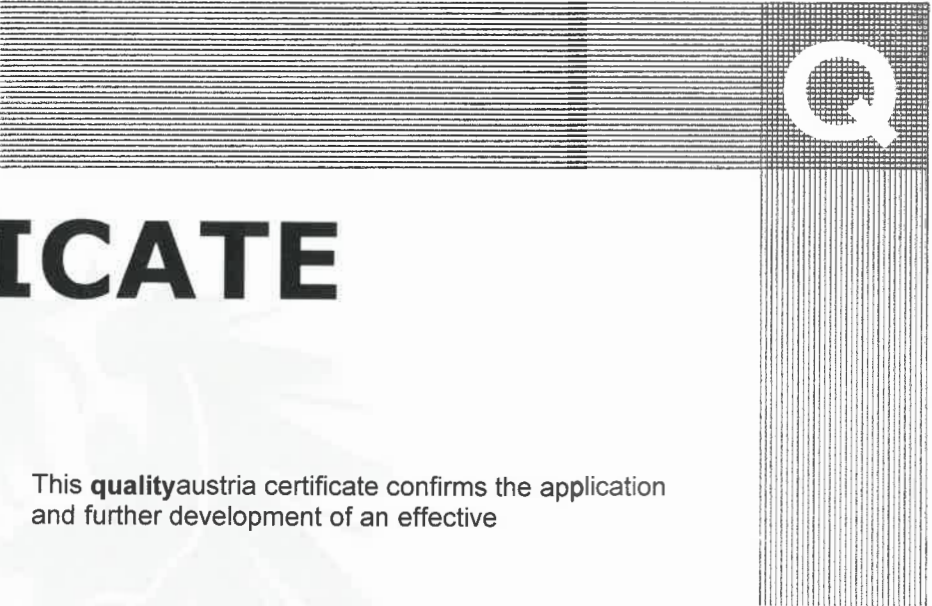 Q
ICATE
This qualityaustria certificate confirms the application
and further development of an effective